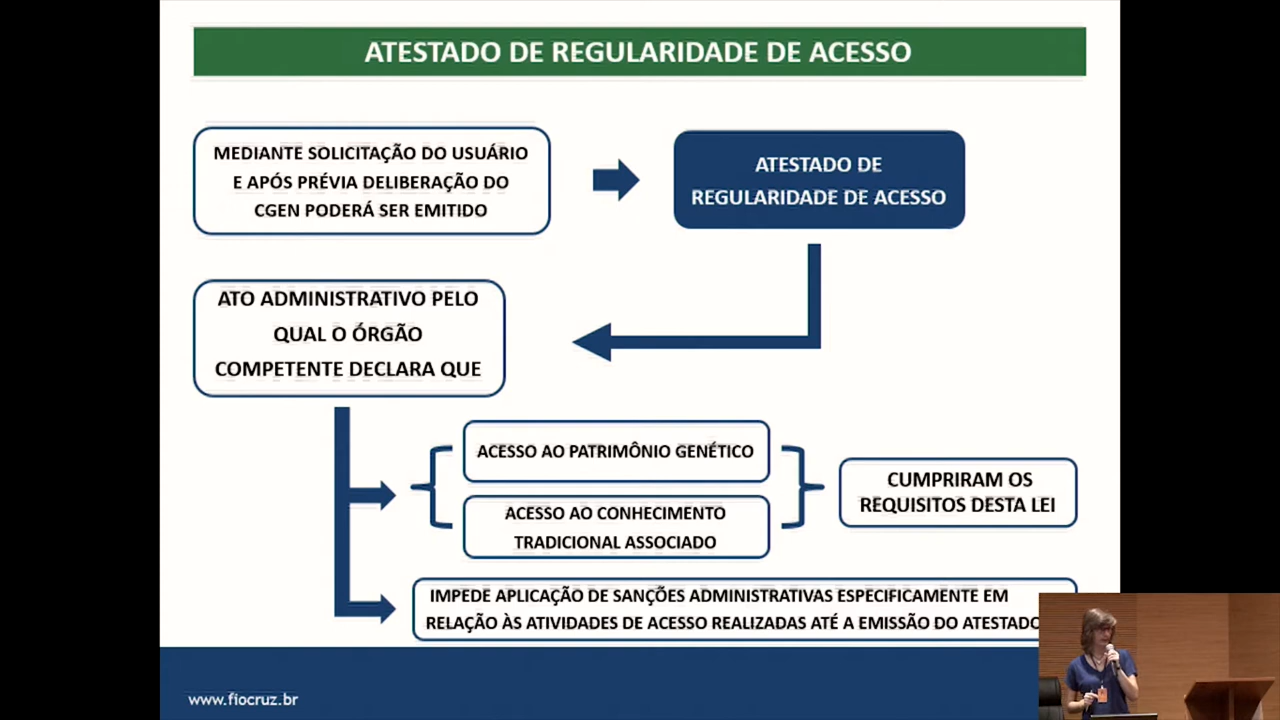 ATESTADO DE REGULARIDADE DE ACESSO
MEDIANTE SOLICITAÇÃO DO USUÁRIO
E APÓS PRÉVIA DELIBERAÇÃO DO
CGEN PODERÁ SER EMITIDO
ATESTADO DE
REGULARIDADE DE ACESSO
ATO ADMINISTRATIVO PELO
QUAL O ÓRGÃO
COMPETENTE DECLARA QUE
ACESSO AO PATRIMÔNIO GENÉTICO
ACESSO AO CONHECIMENTO
TRADICIONAL ASSOCIADO
CUMPRIRAM OS
REQUISITOS DESTA LEI
IMPEDE APLICAÇÃO DE SANÇÕES ADMINISTRATIVAS ESPECIFICAMENTE EM
RELAÇÃO ÀS ATIVIDADES DE ACESSO REALIZADAS ATÉ A EMISSÃO DO ATESTADO
www.fiocruz.br